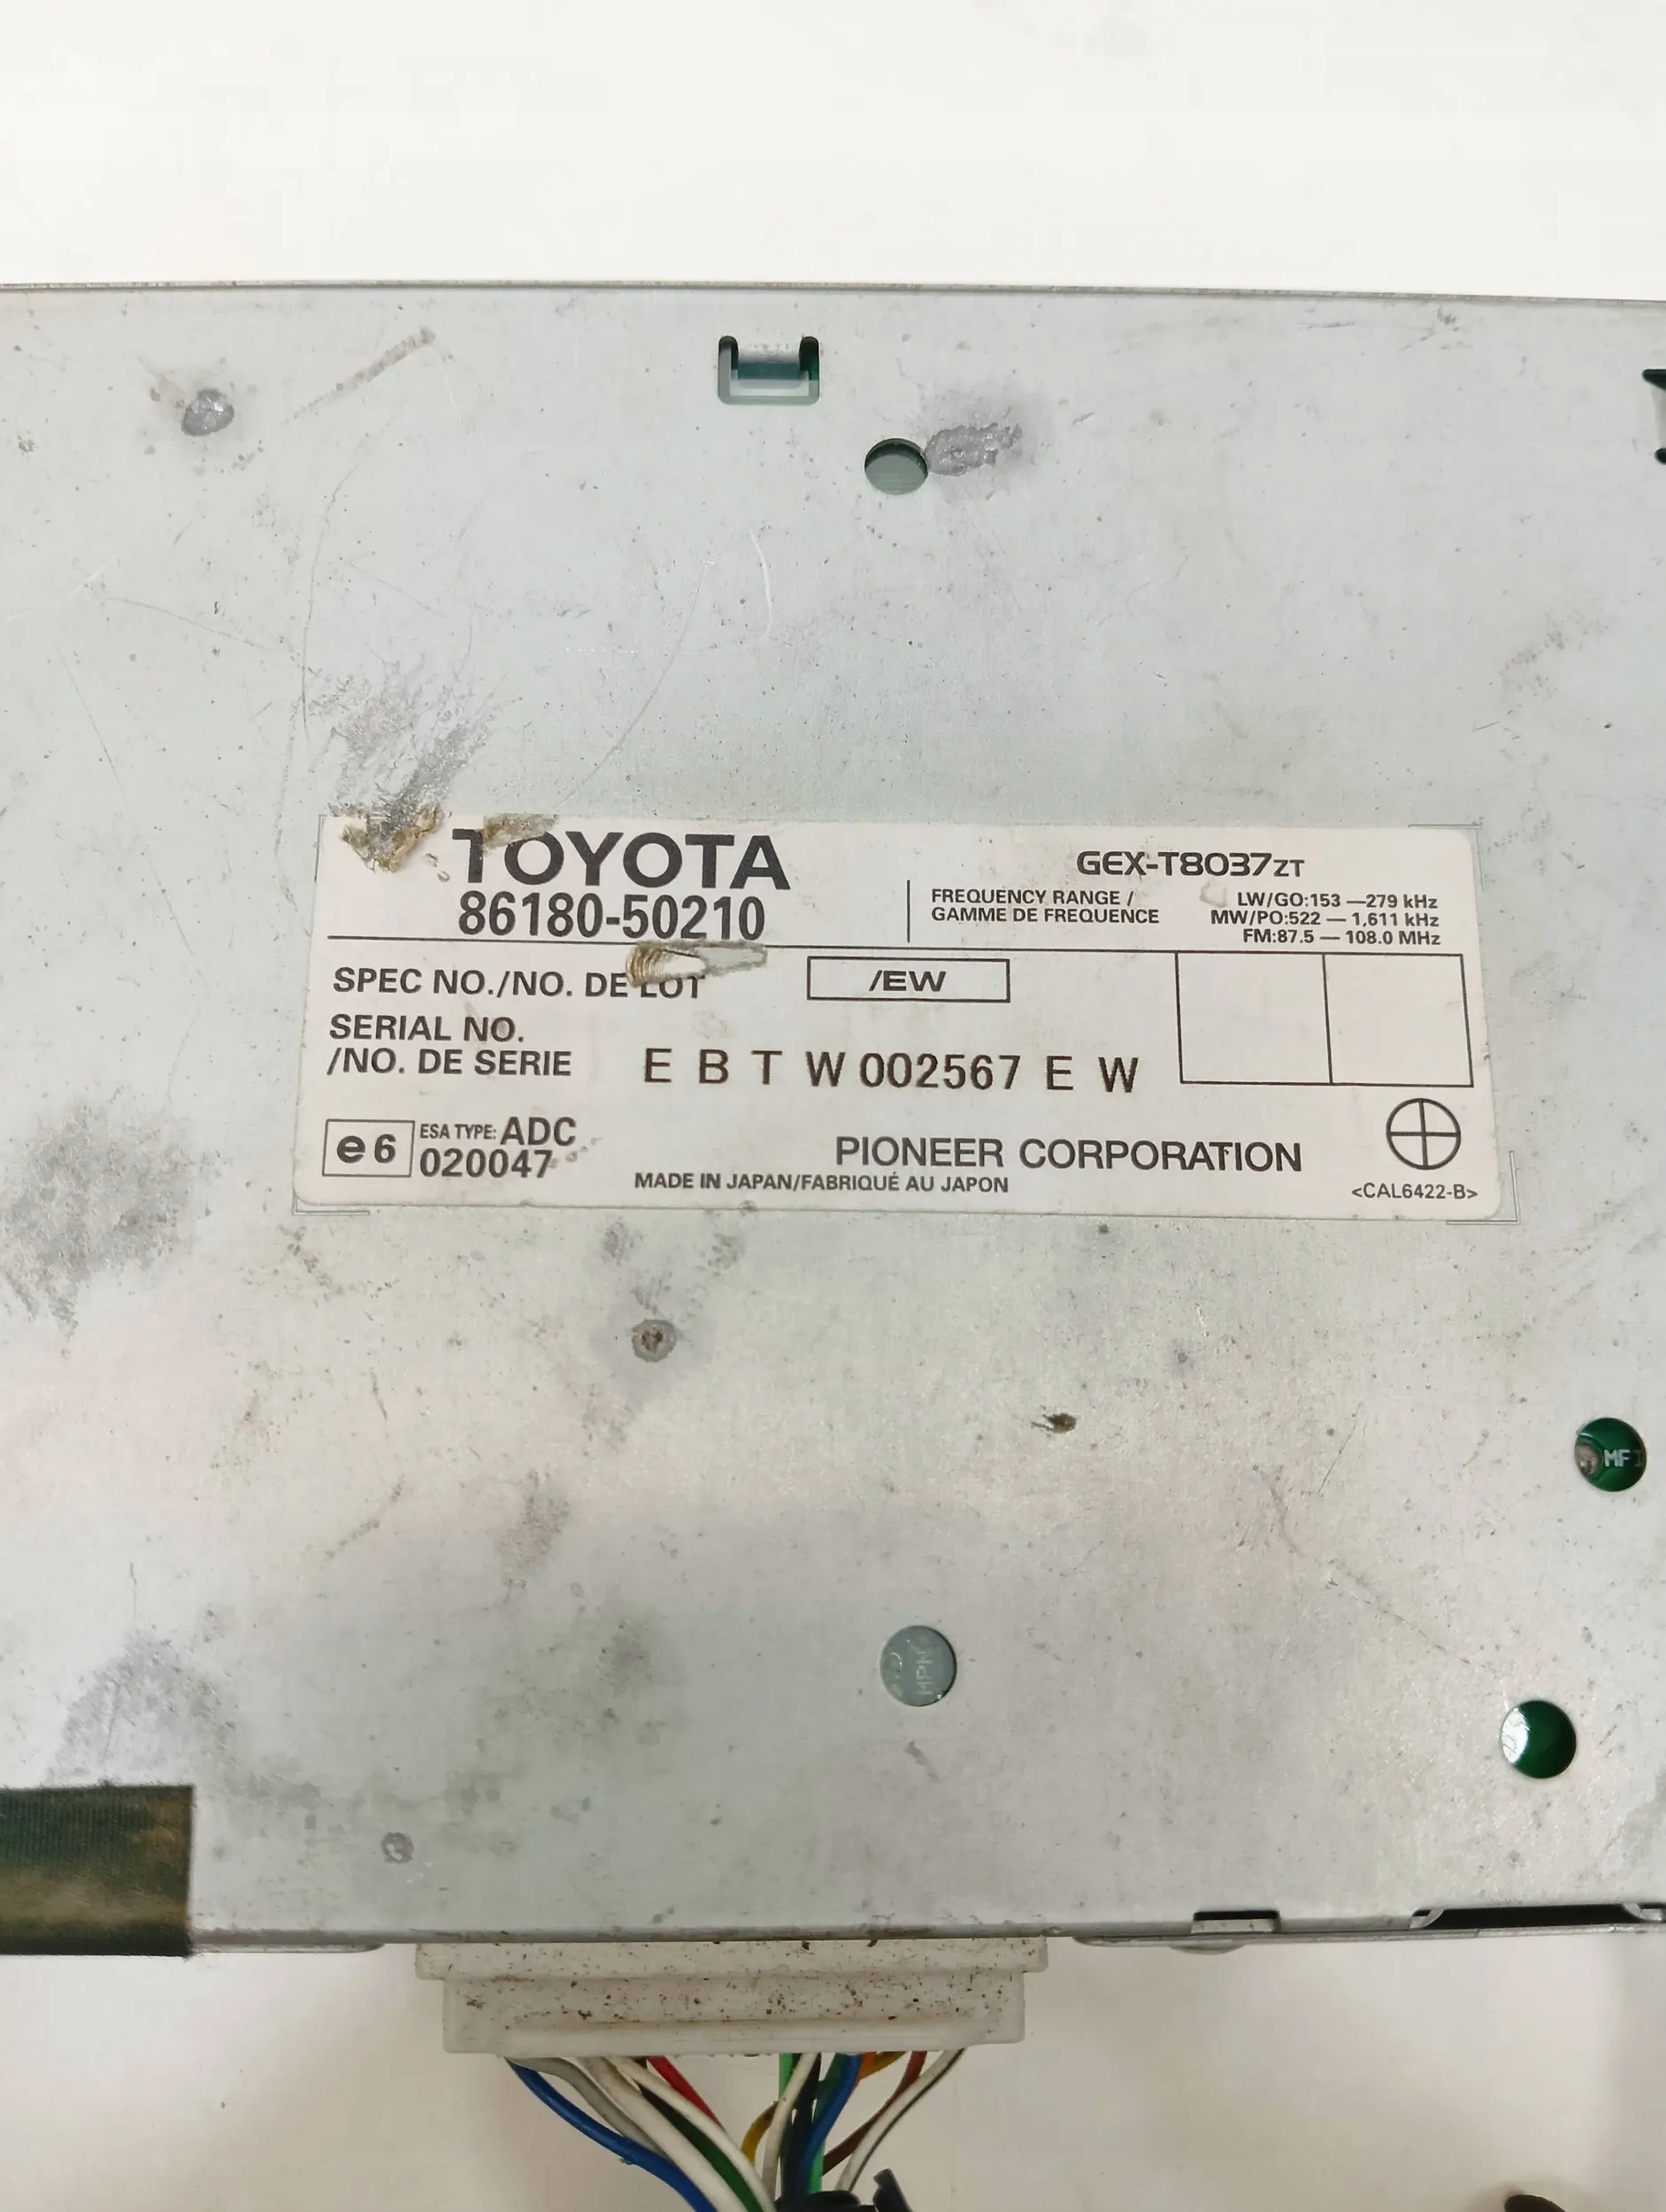 TOYOTA
86180-50210
GEX-T8037ZT
FREQUENCY RANGE /
GAMME DE FREQUENCE
LW/GO:153 —279 kHz
MW/PO:522 — 1,611 kHz
FM:87.5 — 108.0 MHz
SPEC NO./NO. DE LOT
/EW
SERIAL NO.
/NO. DE SERIE
E B T W 002567 E W
e6
ESA TYPE: ADC
020047
PIONEER CORPORATION
MADE IN JAPAN/FABRIQUÉ AU JAPON
<CAL6422-B>
MF
MPN